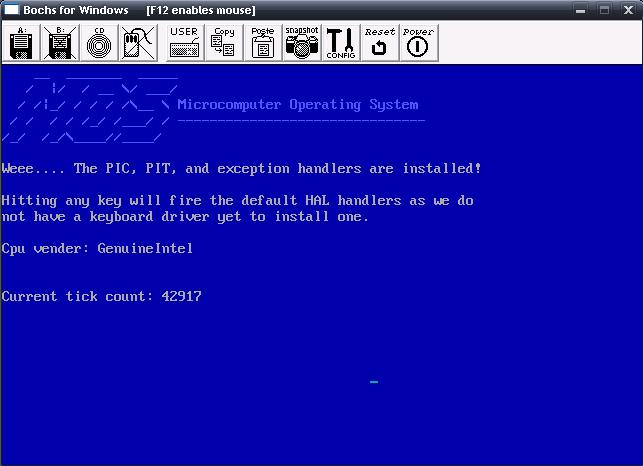 Bochs for Windows [F12 enables mouse]
A: B: CD USER Copy Paste snapshot CONFIG Reset Power
MOS
Microcomputer Operating System
--------------------------------
Weee.... The PIC, PIT, and exception handlers are installed!
Hitting any key will fire the default HAL handlers as we do
not have a keyboard driver yet to install one.
Cpu vender: GenuineIntel
Current tick count: 42917